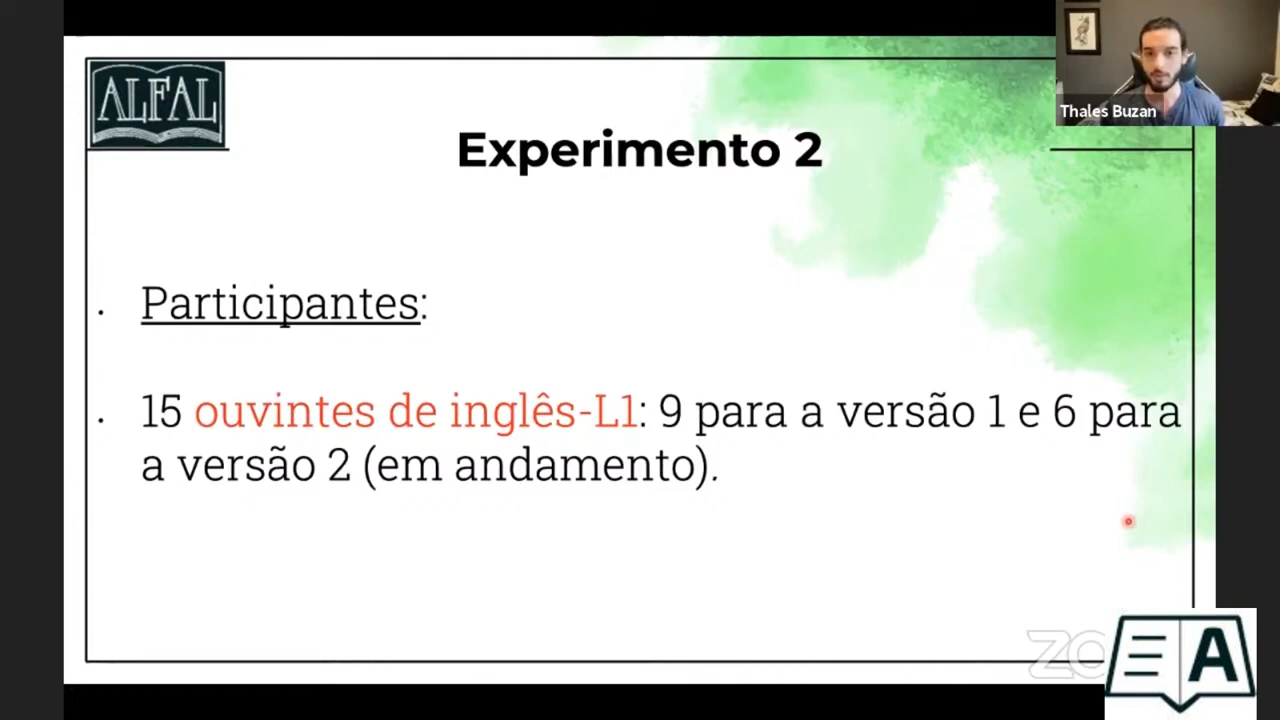 ALFAL
Thales Buzan
Experimento 2
Participantes:
15 ouvintes de inglês-L1: 9 para a versão 1 e 6 para
a versão 2 (em andamento).
ZO
A